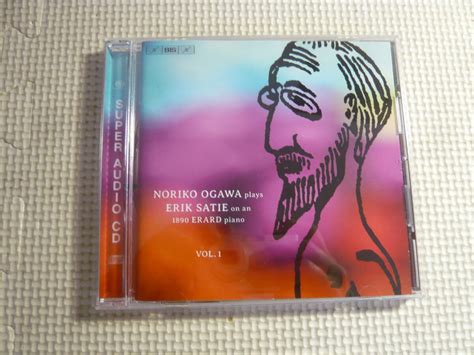 BIS
SUPER AUDIO CD
NORIKO OGAWA plays
ERIK SATIE on an
1890 ERARD piano
VOL. 1